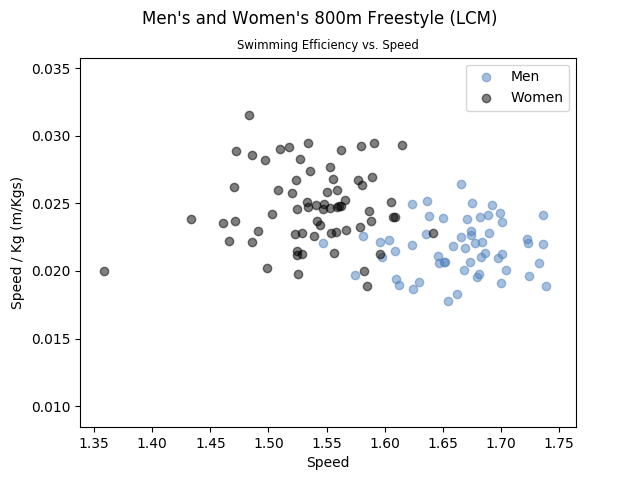 Men's and Women's 800m Freestyle (LCM)
Swimming Efficiency vs. Speed
Men
Women
0.035
0.030
0.025
0.020
0.015
0.010
Speed / Kg (m/Kgs)
1.35 1.40 1.45 1.50 1.55 1.60 1.65 1.70 1.75
Speed